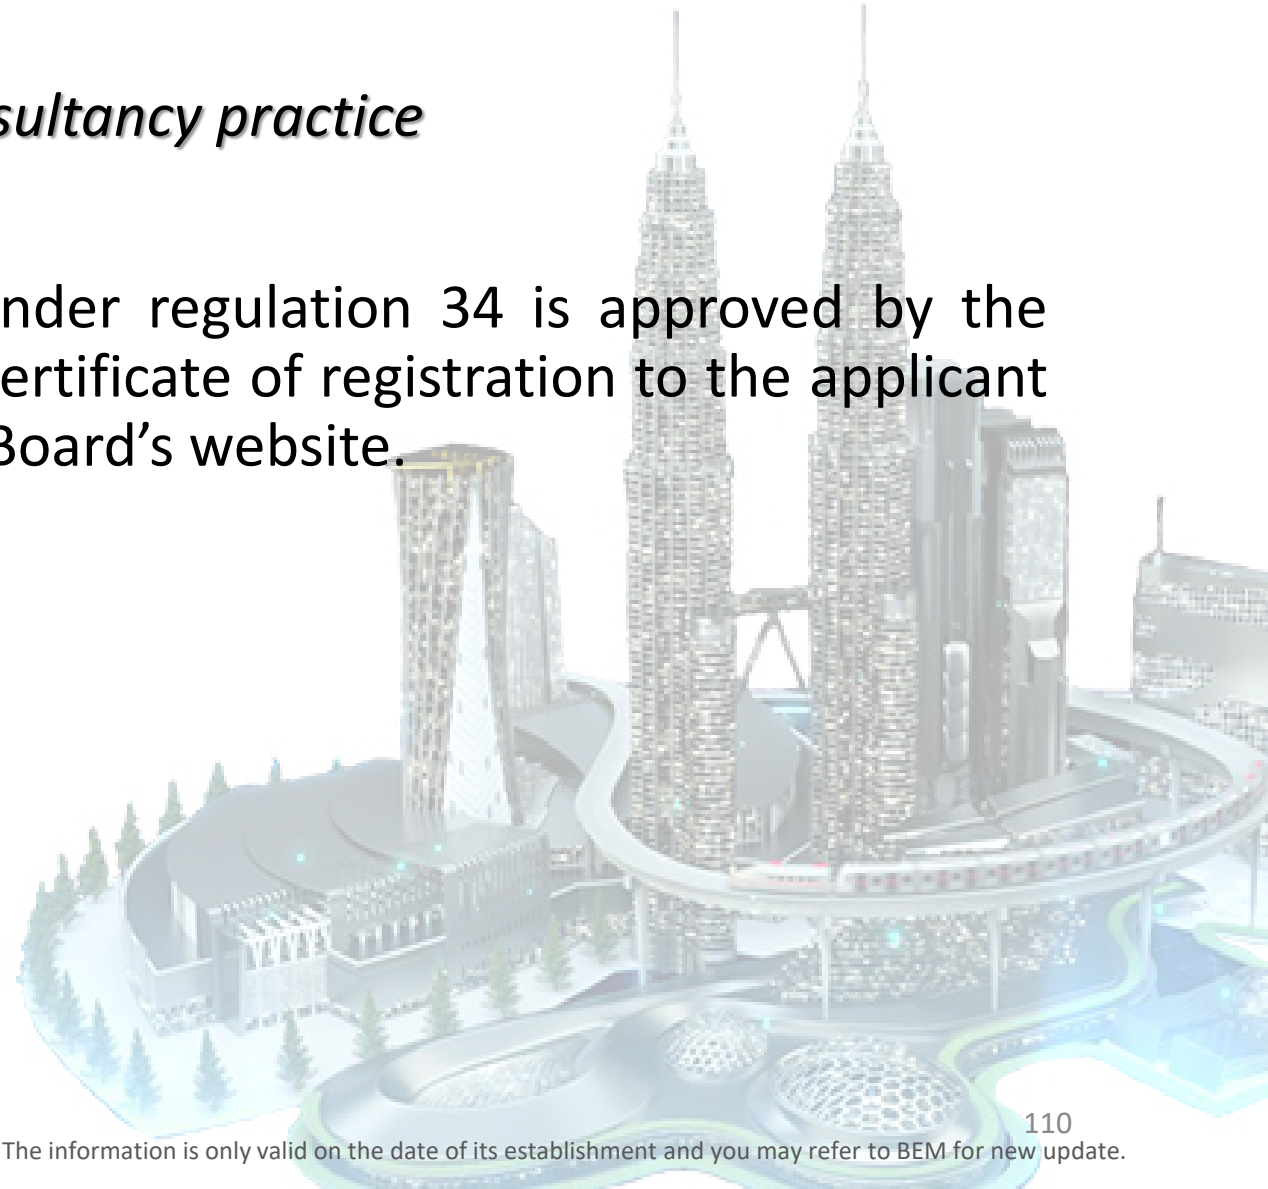 sultancy practice
nder regulation 34 is approved by the
ertificate of registration to the applicant
Board's website.
110
The information is only valid on the date of its establishment and you may refer to BEM for new update.